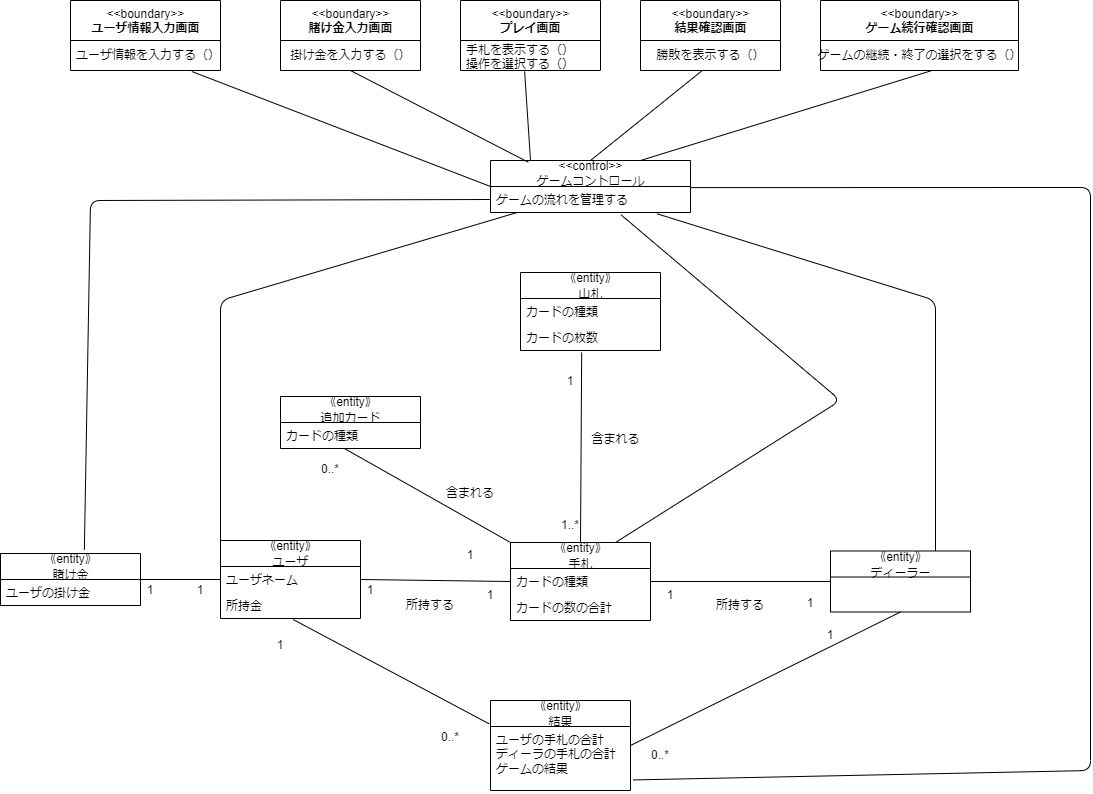 <<boundary>>
ユーザ情報入力画面
ユーザ情報を入力する（）
<<boundary>>
賭け金入力画面
掛け金を入力する（）
<<boundary>>
プレイ画面
手札を表示する（）
操作を選択する（）
<<boundary>>
結果確認画面
勝敗を表示する（）
<<boundary>>
ゲーム続行確認画面
ゲームの継続・終了の選択をする（）
<<control>>
ゲームコントロール
ゲームの流れを管理する
《entity》
山札
カードの種類
カードの枚数
1
含まれる
1..*
《entity》
追加カード
カードの種類
0..*
含まれる
1
《entity》
賭け金
ユーザの掛け金
1
1
《entity》
ユーザ
ユーザネーム
所持金
1
所持する
1
《entity》
手札
カードの種類
カードの数の合計
1
所持する
1
《entity》
ディーラー
1
1
0..*
0..*
《entity》
結果
ユーザの手札の合計
ディーラの手札の合計
ゲームの結果